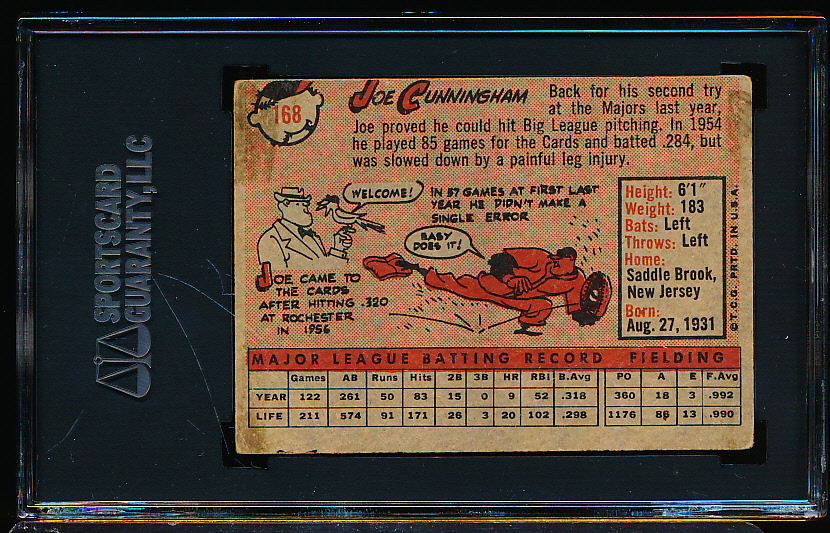 SPORTSCARD
GUARANTY, LLC
168
JOE CUNNINGHAM
Back for his second try
at the Majors last year,
Joe proved he could hit Big League pitching. In 1954
he played 85 games for the Cards and batted .284, but
was slowed down by a painful leg injury.
WELCOME!
IN 57 GAMES AT FIRST LAST
YEAR HE DIDN'T MAKE A
SINGLE ERROR
EASY
DOES IT!
JOE CAME TO
THE CARDS
AFTER HITTING .320
AT ROCHESTER
IN 1956
Height: 6'1"
Weight: 183
Bats: Left
Throws: Left
Home:
Saddle Brook,
New Jersey
Born:
Aug. 27, 1931
©T.C.G. PRTD. IN U.S.A.
MAJOR LEAGUE BATTING RECORD FIELDING
Games AB Runs Hits 2B 3B HR RBI B.Avg PO A E F.Avg
YEAR 122 261 50 83 15 0 9 52 .318 360 18 3 .992
LIFE 211 574 91 171 26 3 20 102 .298 1176 86 13 .990